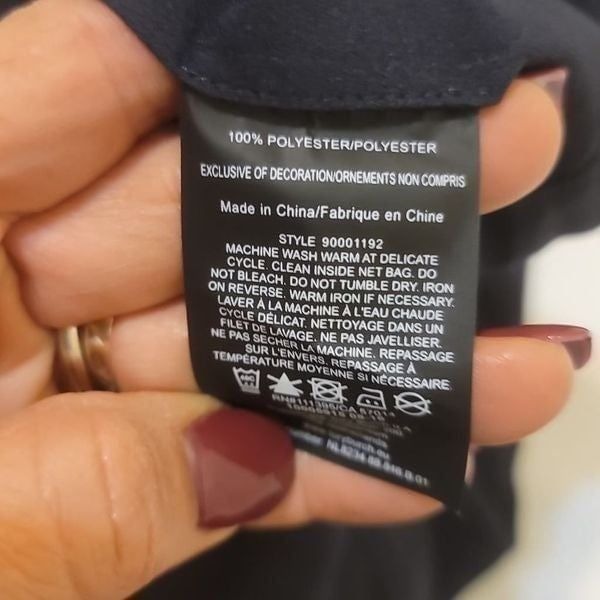 100% POLYESTER/POLYESTER
EXCLUSIVE OF DECORATION/ORNEMENTS NON COMPRIS
Made in China/Fabrique en Chine
STYLE 90001192
MACHINE WASH WARM AT DELICATE
CYCLE. CLEAN INSIDE NET BAG. DO
NOT BLEACH. DO NOT TUMBLE DRY. IRON
ON REVERSE. WARM IRON IF NECESSARY.
LAVER À LA MACHINE À L'EAU CHAUDE
CYCLE DÉLICAT. NETTOYAGE DANS UN
FILET DE LAVAGE. NE PAS JAVELLISER.
NE PAS SECHER LA MACHINE. REPASSAGE
SUR L'ENVERS. REPASSAGE À
TEMPÉRATURE MOYENNE SI NÉCESSAIRE.